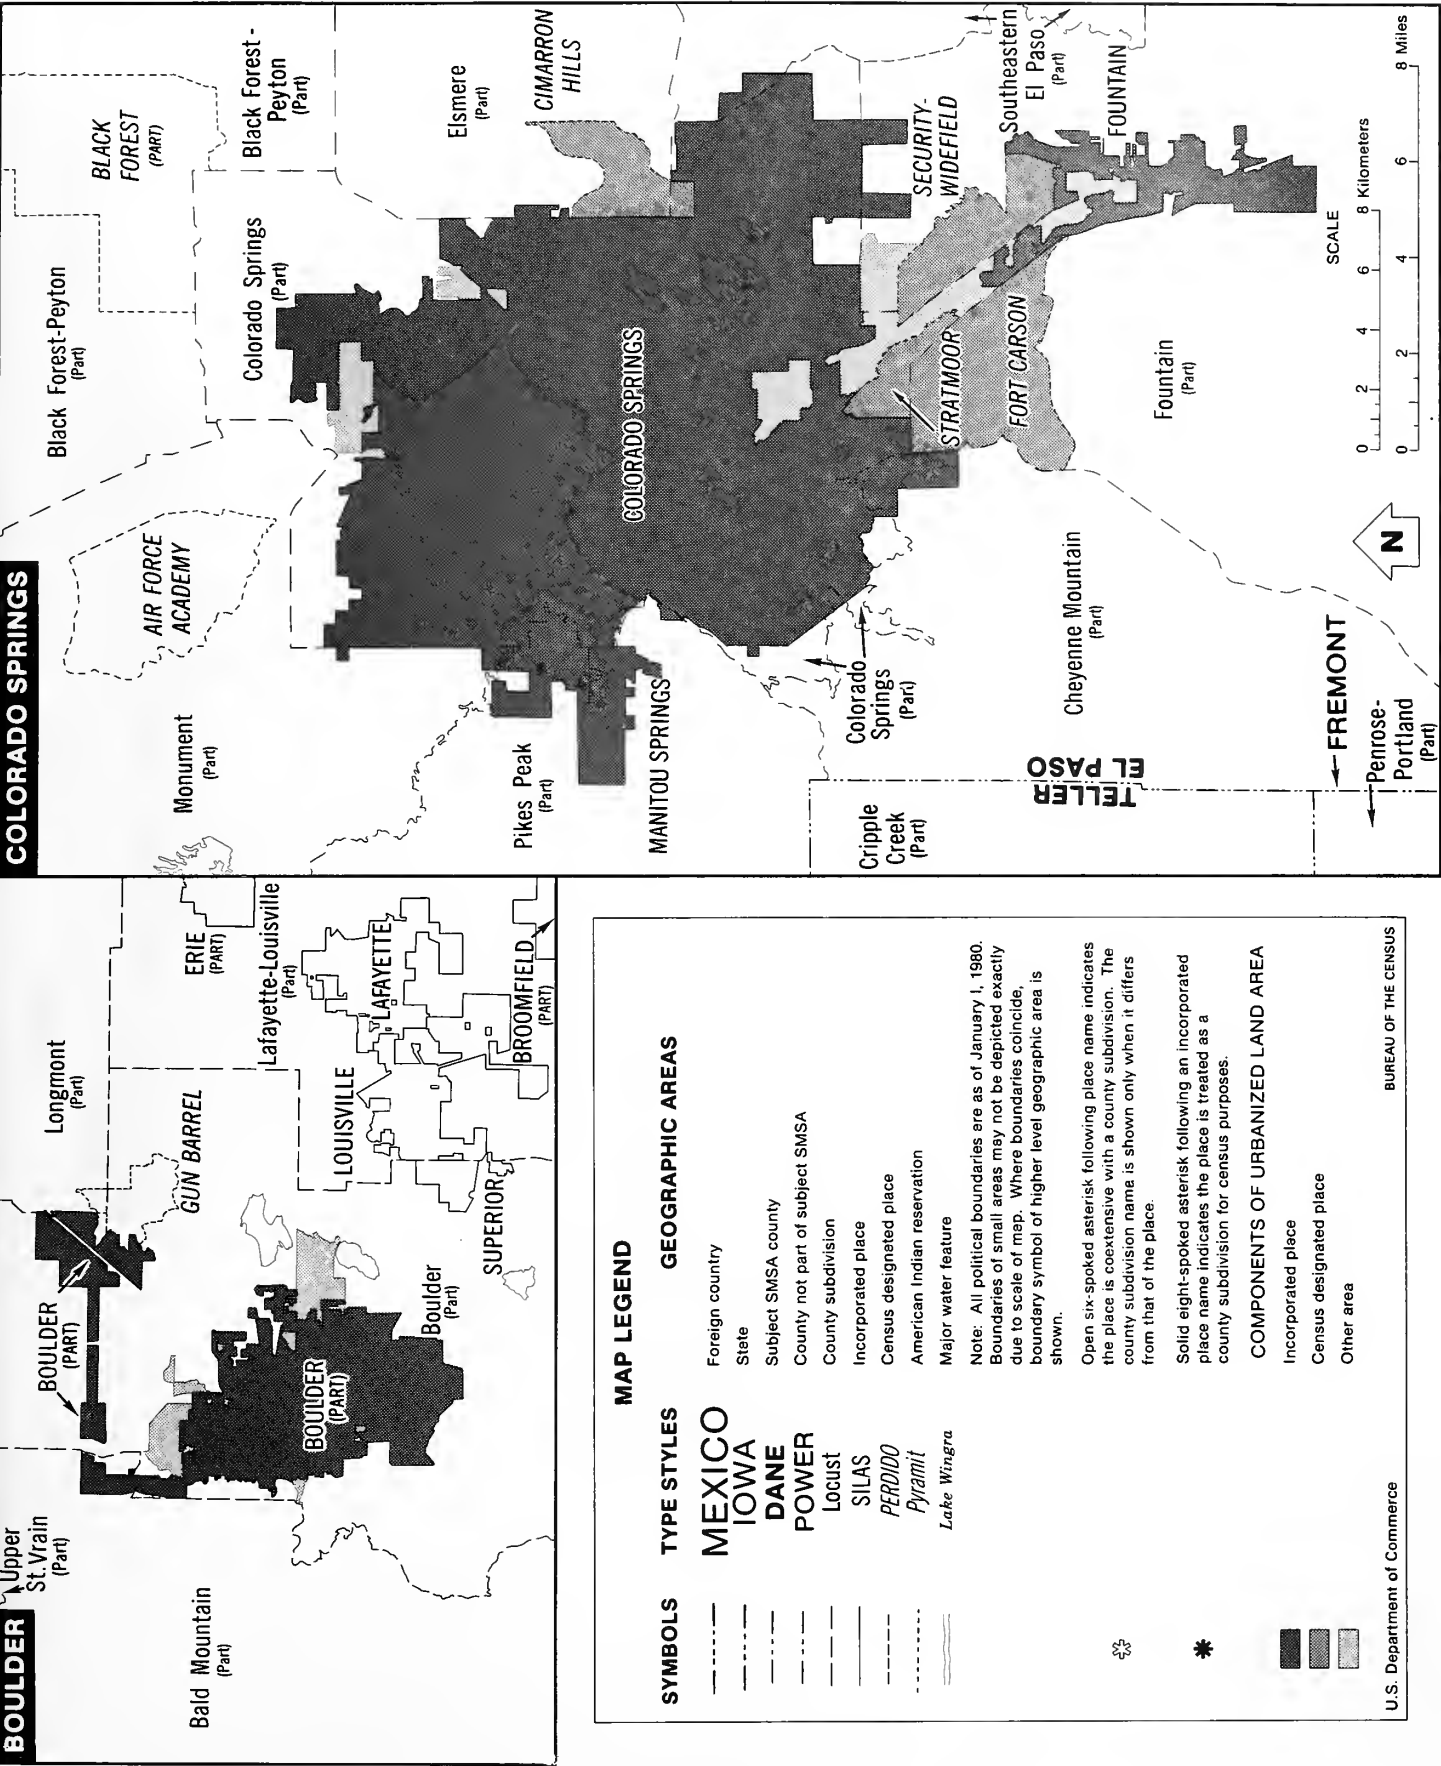 BOULDER
Upper
St. Vrain
(Part)
Longmont
(Part)
BOULDER
(PART)
GUN BARREL
ERIE
(PART)
Lafayette-Louisville
(Part)
Bald Mountain
(Part)
BOULDER
(PART)
Boulder
(Part)
LOUISVILLE
LAFAYETTE
SUPERIOR
BROOMFIELD
(PART)
COLORADO SPRINGS
Monument
(Part)
AIR FORCE
ACADEMY
Black Forest-Peyton
(Part)
BLACK
FOREST
(PART)
Colorado Springs
(Part)
Black Forest-
Peyton
(Part)
Elsmere
(Part)
CIMARRON
HILLS
Pikes Peak
(Part)
MANITOU SPRINGS
COLORADO SPRINGS
Colorado
Springs
(Part)
Cripple
Creek
(Part)
SECURITY-
WIDEFIELD
STRATMOOR
FORT CARSON
Southeastern
El Paso
(Part)
FOUNTAIN
Cheyenne Mountain
(Part)
Fountain
(Part)
TELLER
EL PASO
FREMONT
Penrose-
Portland
(Part)
N
SCALE
0 2 4 6 8 Kilometers
0 2 4 6 8 Miles
MAP LEGEND
SYMBOLS TYPE STYLES GEOGRAPHIC AREAS
MEXICO Foreign country
IOWA State
DANE Subject SMSA county
POWER County not part of subject SMSA
Locust County subdivision
SILAS Incorporated place
PERDIDO Census designated place
Pyramit American Indian reservation
Lake Wingra Major water feature
Note: All political boundaries are as of January 1, 1980.
Boundaries of small areas may not be depicted exactly
due to scale of map. Where boundaries coincide,
boundary symbol of higher level geographic area is
shown.
Open six-spoked asterisk following place name indicates
the place is coextensive with a county subdivision. The
county subdivision name is shown only when it differs
from that of the place.
Solid eight-spoked asterisk following an incorporated
place name indicates the place is treated as a
county subdivision for census purposes.
COMPONENTS OF URBANIZED LAND AREA
Incorporated place
Census designated place
Other area
U.S. Department of Commerce BUREAU OF THE CENSUS